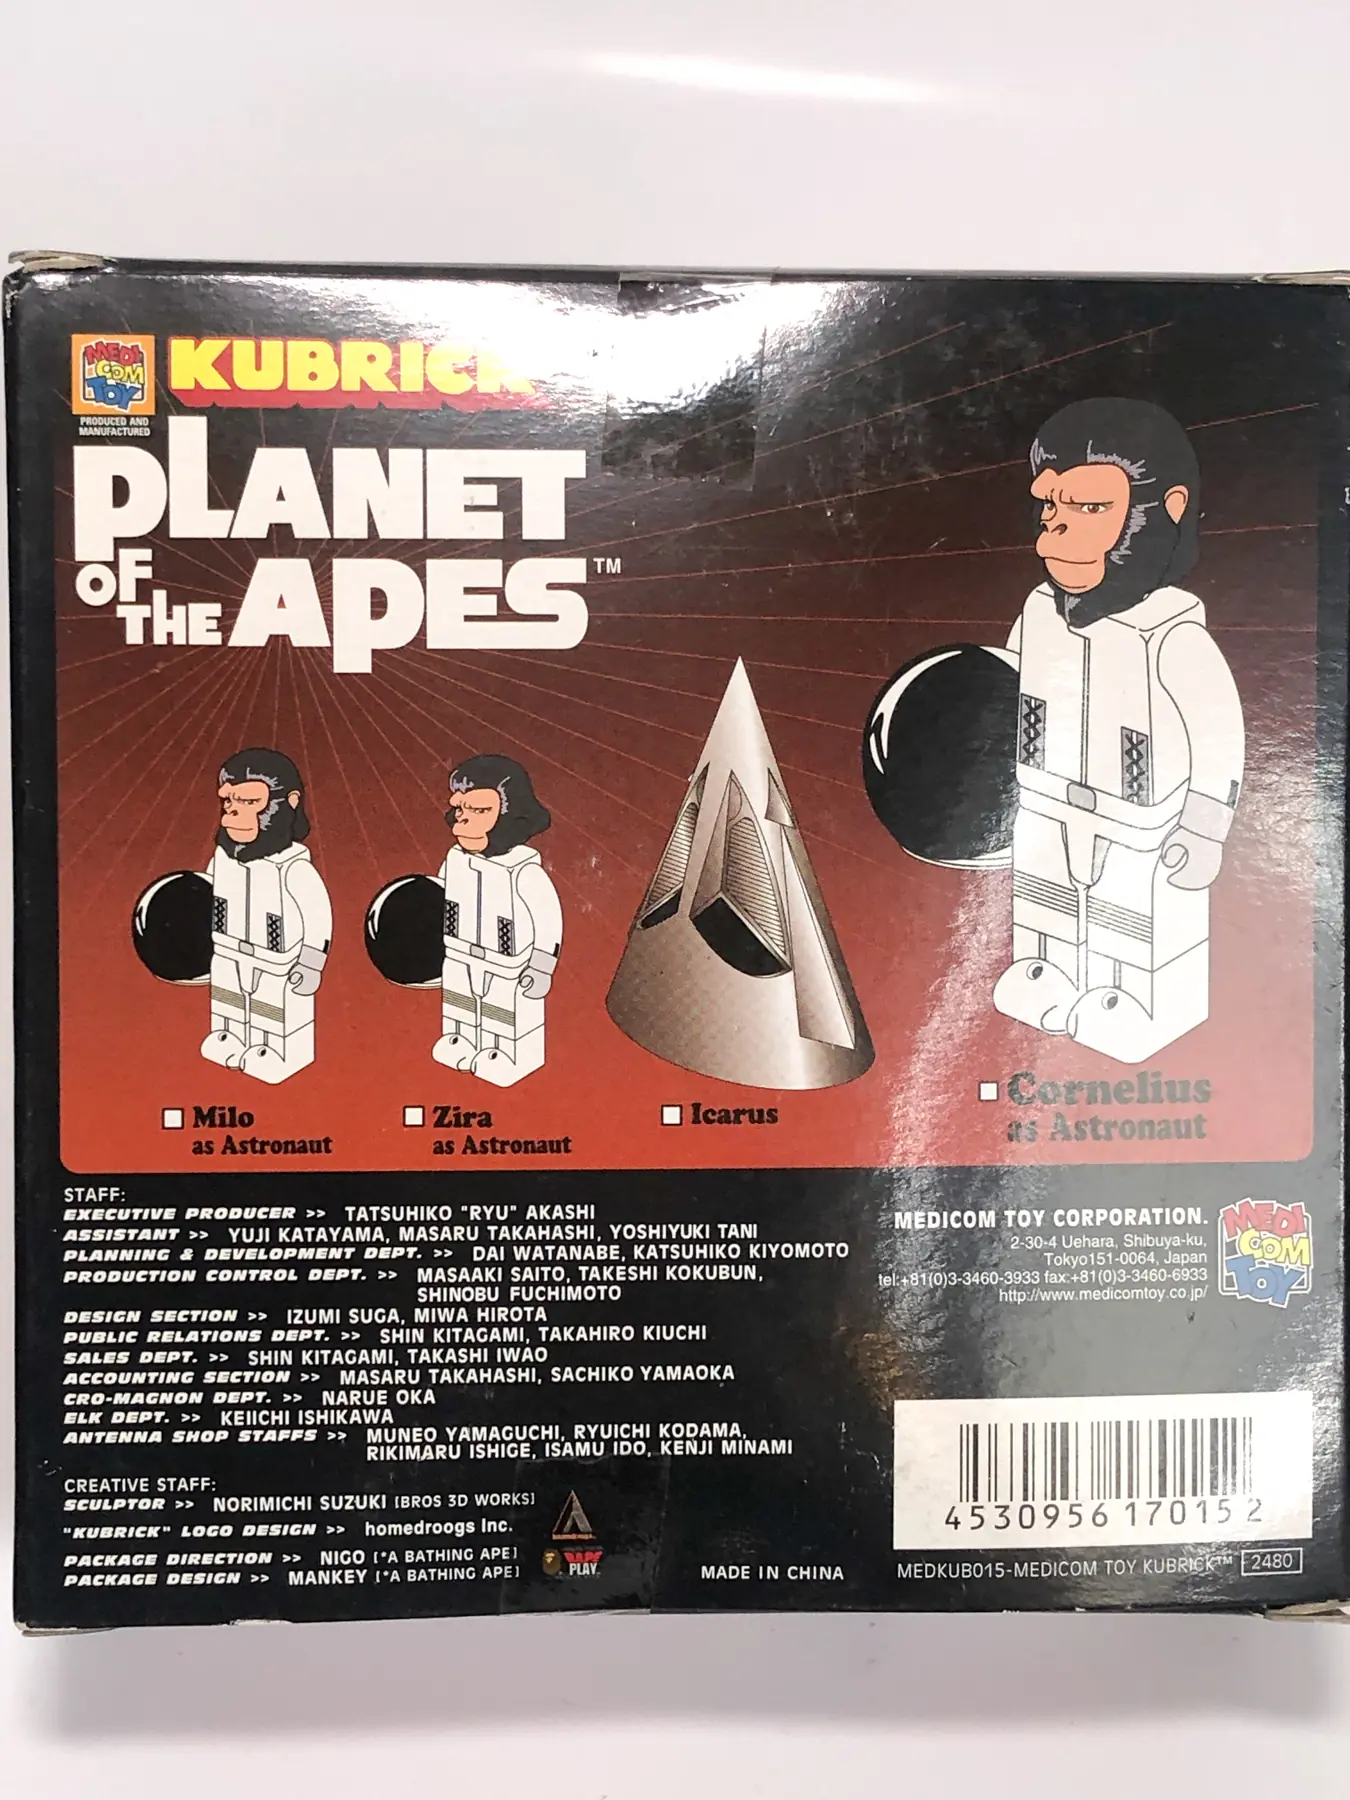 MEDI
COM
TOY
PRODUCED AND
MANUFACTURED
KUBRICK
PLANET
OF
THE APES™
Milo
as Astronaut
Zira
as Astronaut
Icarus
Cornelius
as Astronaut
STAFF:
EXECUTIVE PRODUCER >> TATSUHIKO "RYU" AKASHI
ASSISTANT >> YUJI KATAYAMA, MASARU TAKAHASHI, YOSHIYUKI TANI
PLANNING & DEVELOPMENT DEPT. >> DAI WATANABE, KATSUHIKO KIYOMOTO
PRODUCTION CONTROL DEPT. >> MASAAKI SAITO, TAKESHI KOKUBUN,
SHINOBU FUCHIMOTO
DESIGN SECTION >> IZUMI SUGA, MIWA HIROTA
PUBLIC RELATIONS DEPT. >> SHIN KITAGAMI, TAKAHIRO KIUCHI
SALES DEPT. >> SHIN KITAGAMI, TAKASHI IWAO
ACCOUNTING SECTION >> MASARU TAKAHASHI, SACHIKO YAMAOKA
CRO-MAGNON DEPT. >> NARUE OKA
ELK DEPT. >> KEIICHI ISHIKAWA
ANTENNA SHOP STAFFS >> MUNEO YAMAGUCHI, RYUICHI KODAMA,
RIKIMARU ISHIGE, ISAMU IDO, KENJI MINAMI
CREATIVE STAFF:
SCULPTOR >> NORIMICHI SUZUKI [BROS 3D WORKS]
"KUBRICK" LOGO DESIGN >> homedroogs Inc.
PACKAGE DIRECTION >> NIGO [*A BATHING APE]
PACKAGE DESIGN >> MANKEY [*A BATHING APE]
PLAY
MADE IN CHINA
MEDICOM TOY CORPORATION.
2-30-4 Uehara, Shibuya-ku,
Tokyo151-0064, Japan
tel:+81(0)3-3460-3933 fax:+81(0)3-3460-6933
http://www.medicomtoy.co.jp/
MEDI
COM
TOY
4530956170152
MEDKUB015-MEDICOM TOY KUBRICK™ 2480